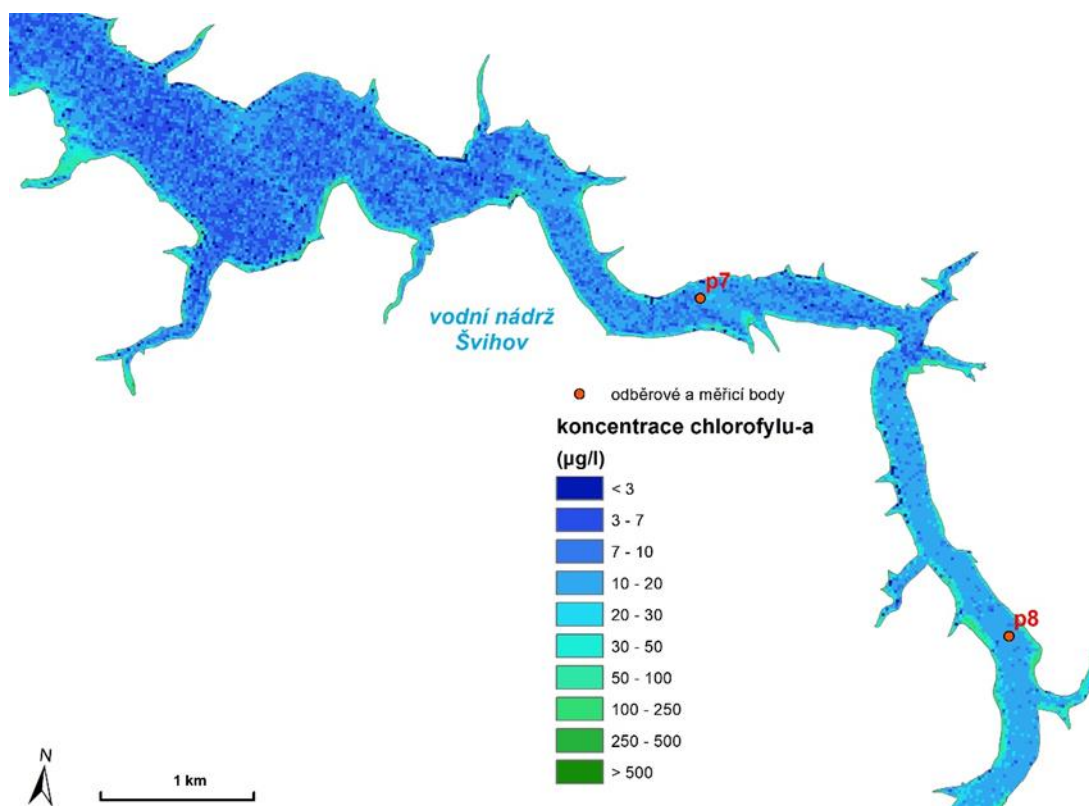 p7
vodní nádrž
Švihov
odběrové a měřicí body
koncentrace chlorofylu-a
(µg/l)
< 3
3 - 7
7 - 10
10 - 20
20 - 30
30 - 50
50 - 100
100 - 250
250 - 500
> 500
p8
N
1 km